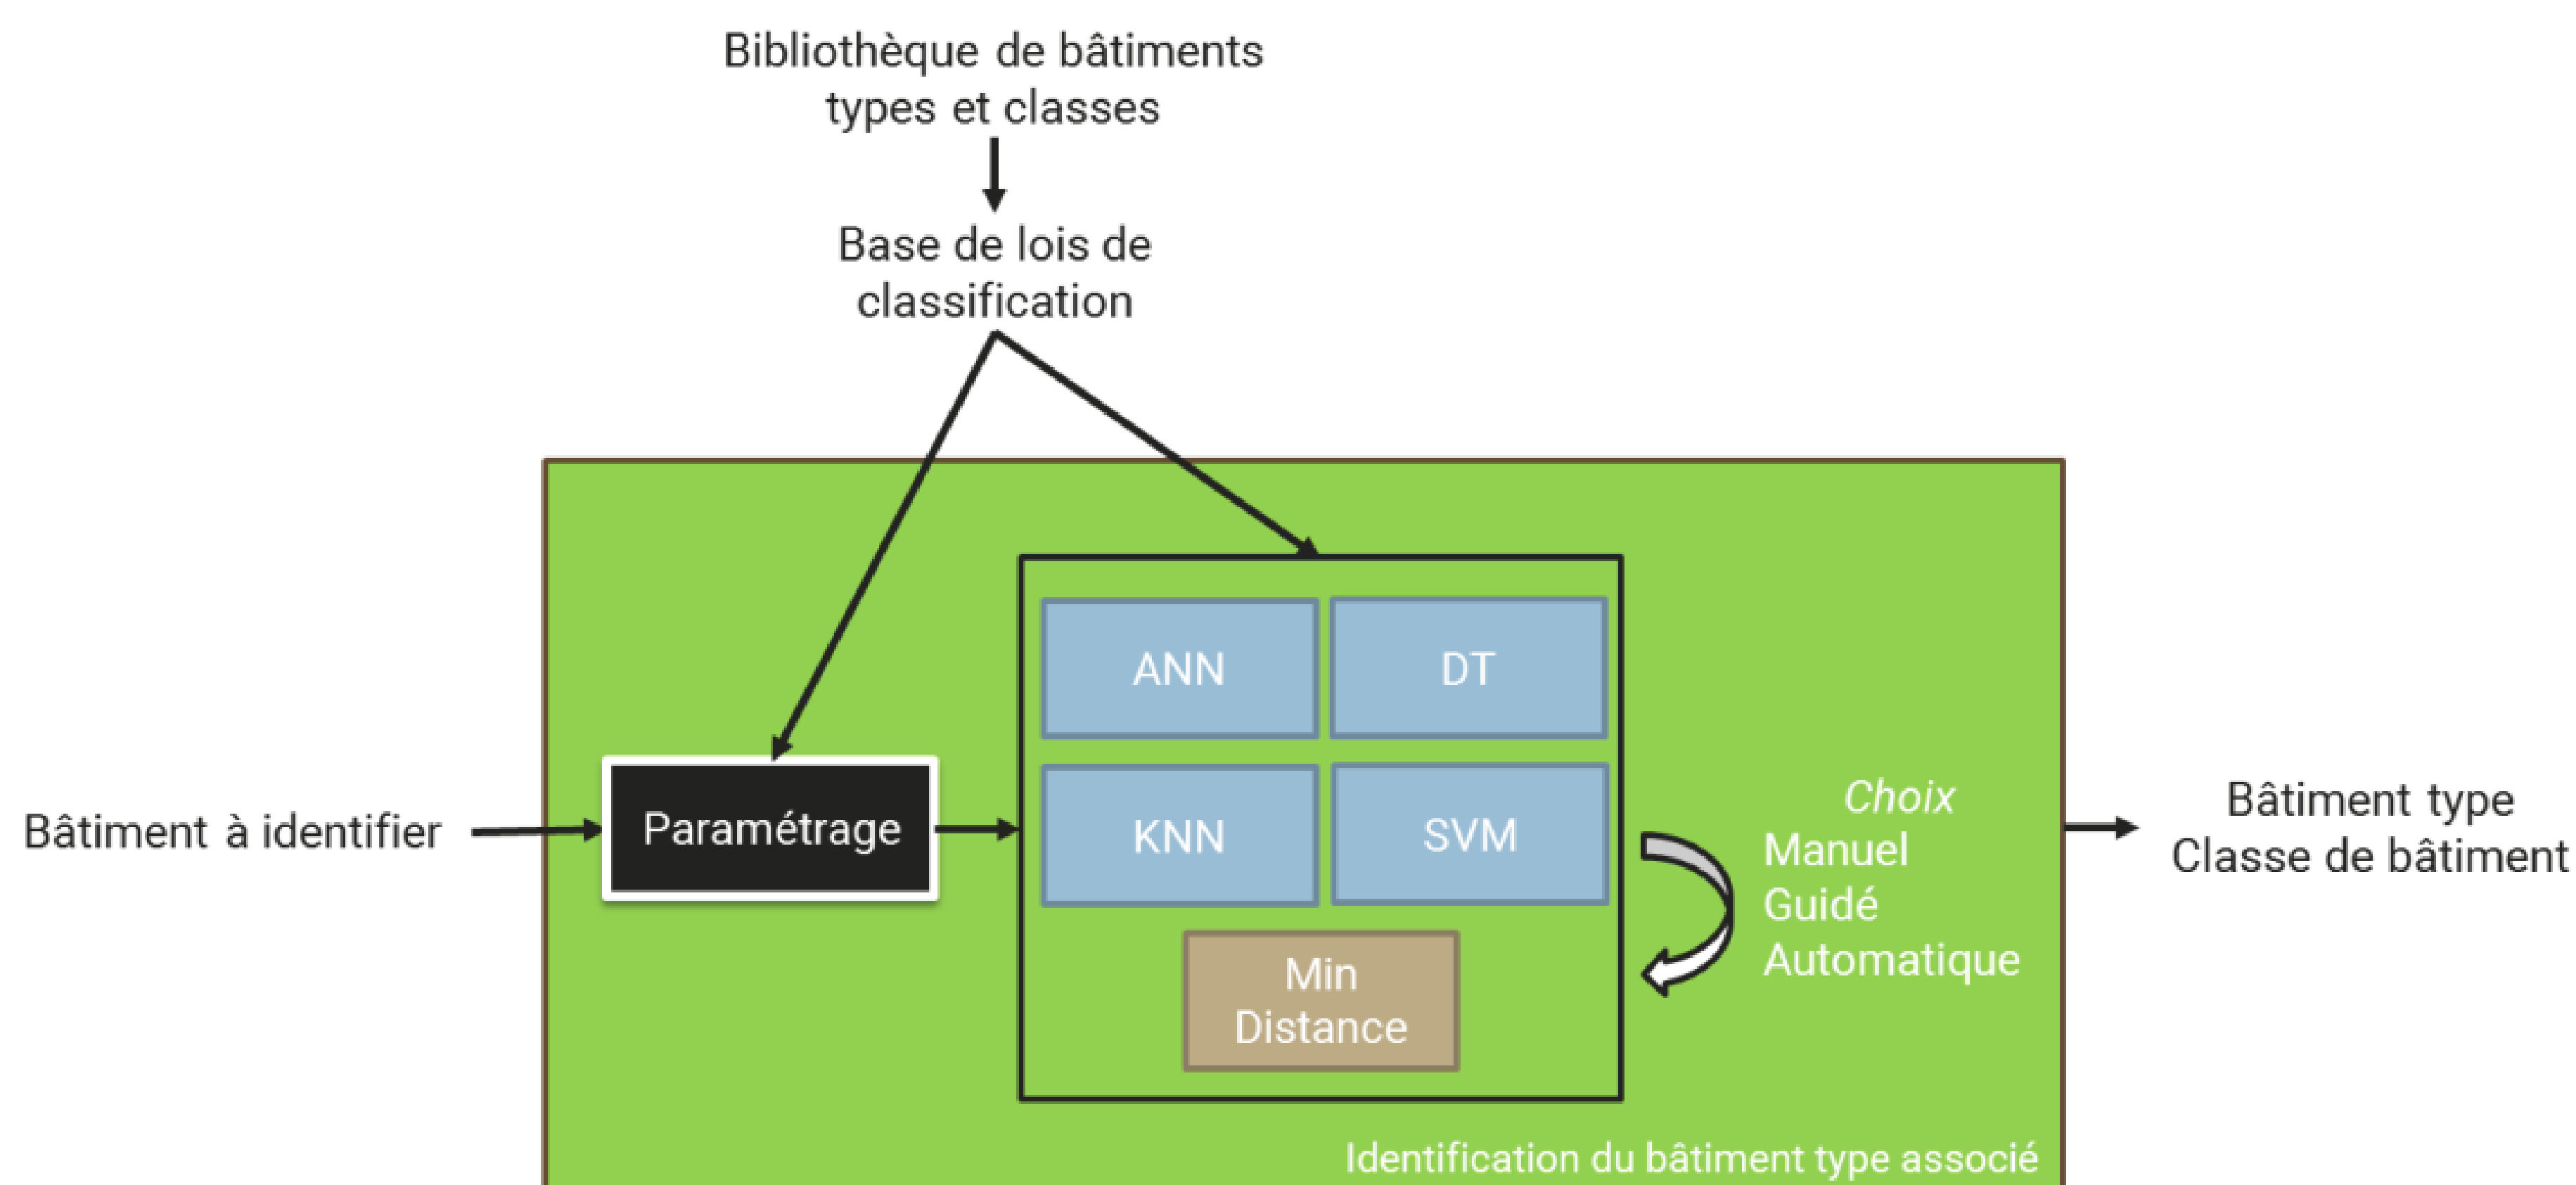 Bibliothèque de bâtiments
types et classes
Base de lois de
classification
Bâtiment à identifier
Paramétrage
ANN
DT
KNN
SVM
Min
Distance
Choix
Manuel
Guidé
Automatique
Identification du bâtiment type associé
Bâtiment type
Classe de bâtiment